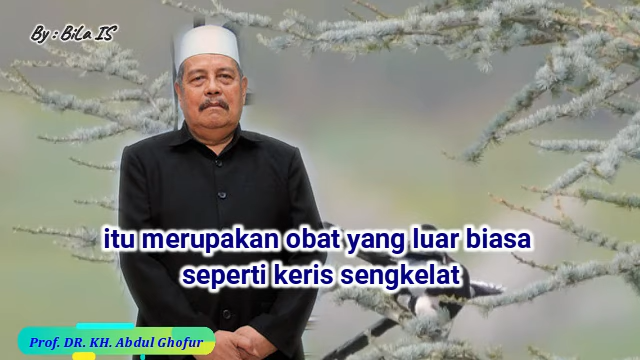 By : BiLa IS
itu merupakan obat yang luar biasa
seperti keris sengkelat
Prof. DR. KH. Abdul Ghofur